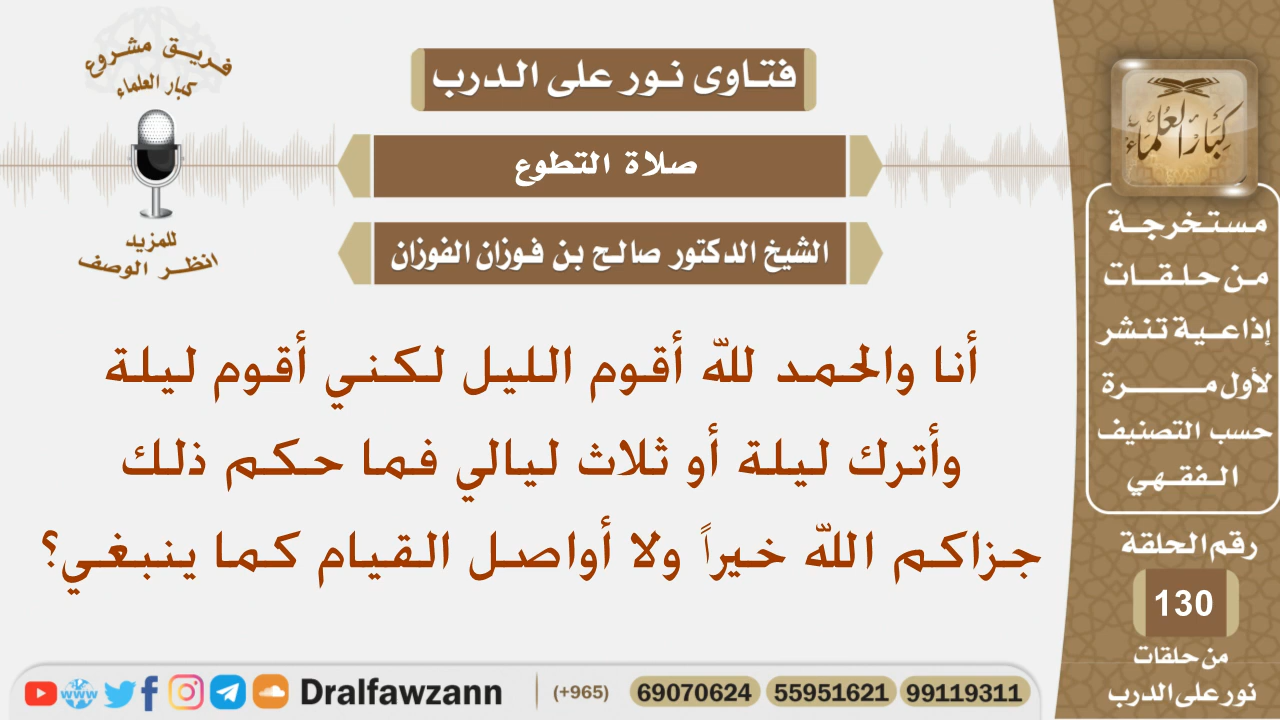 فريق مشروع
كبار العلماء
للمزيد
انظر الوصف
فتاوى نور على الدرب
صلاة التطوع
الشيخ الدكتور صالح بن فوزان الفوزان
أنا والحمد لله أقوم الليل لكني أقوم ليلة
وأترك ليلة أو ثلاث ليالي فما حكم ذلك
جزاكم الله خيراً ولا أواصل القيام كما ينبغي؟
كبار العلماء
مستخرجة
من حلقات
إذاعية تنشر
لأول مرة
حسب التصنيف
الفقهي
رقم الحلقة
130
من حلقات
نور على الدرب
www Dralfawzann (+965) 69070624 55951621 99119311